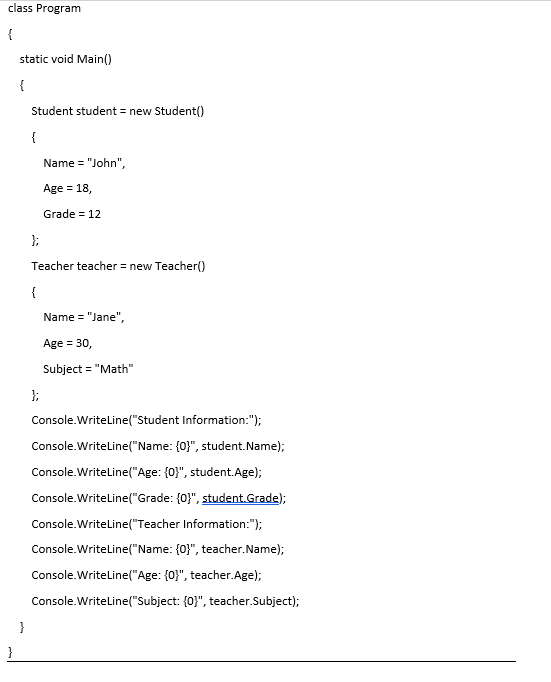 class Program
{
static void Main()
{
Student student = new Student()
{
Name = "John",
Age = 18,
Grade = 12
};
Teacher teacher = new Teacher()
{
Name = "Jane",
Age = 30,
Subject = "Math"
};
Console.WriteLine("Student Information:");
Console.WriteLine("Name: {0}", student.Name);
Console.WriteLine("Age: {0}", student.Age);
Console.WriteLine("Grade: {0}", student.Grade);
Console.WriteLine("Teacher Information:");
Console.WriteLine("Name: {0}", teacher.Name);
Console.WriteLine("Age: {0}", teacher.Age);
Console.WriteLine("Subject: {0}", teacher.Subject);
}
}